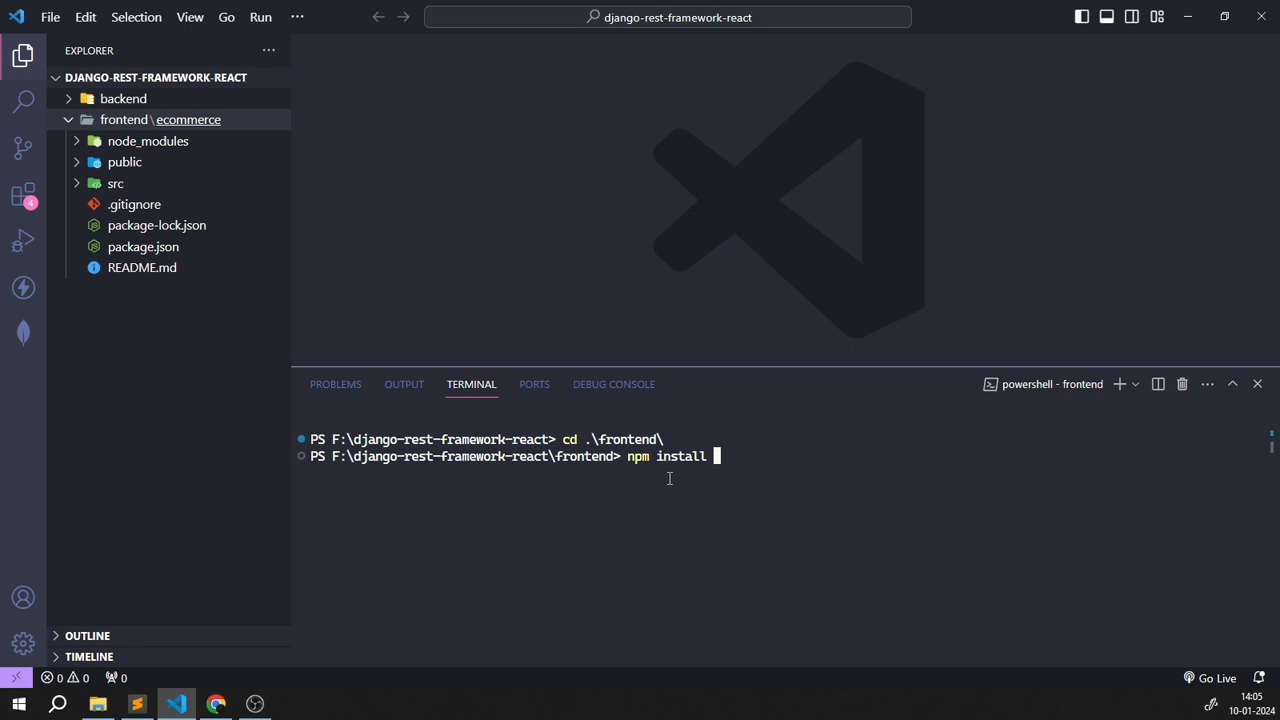 File Edit Selection View Go Run ···
django-rest-framework-react
EXPLORER
DJANGO-REST-FRAMEWORK-REACT
backend
frontend\ecommerce
node_modules
public
src
.gitignore
package-lock.json
package.json
README.md
4
OUTLINE
TIMELINE
PROBLEMS OUTPUT TERMINAL PORTS DEBUG CONSOLE
powershell - frontend
PS F:\django-rest-framework-react> cd .\frontend\
PS F:\django-rest-framework-react\frontend> npm install
0 0 0
Go Live
14:05
10-01-2024